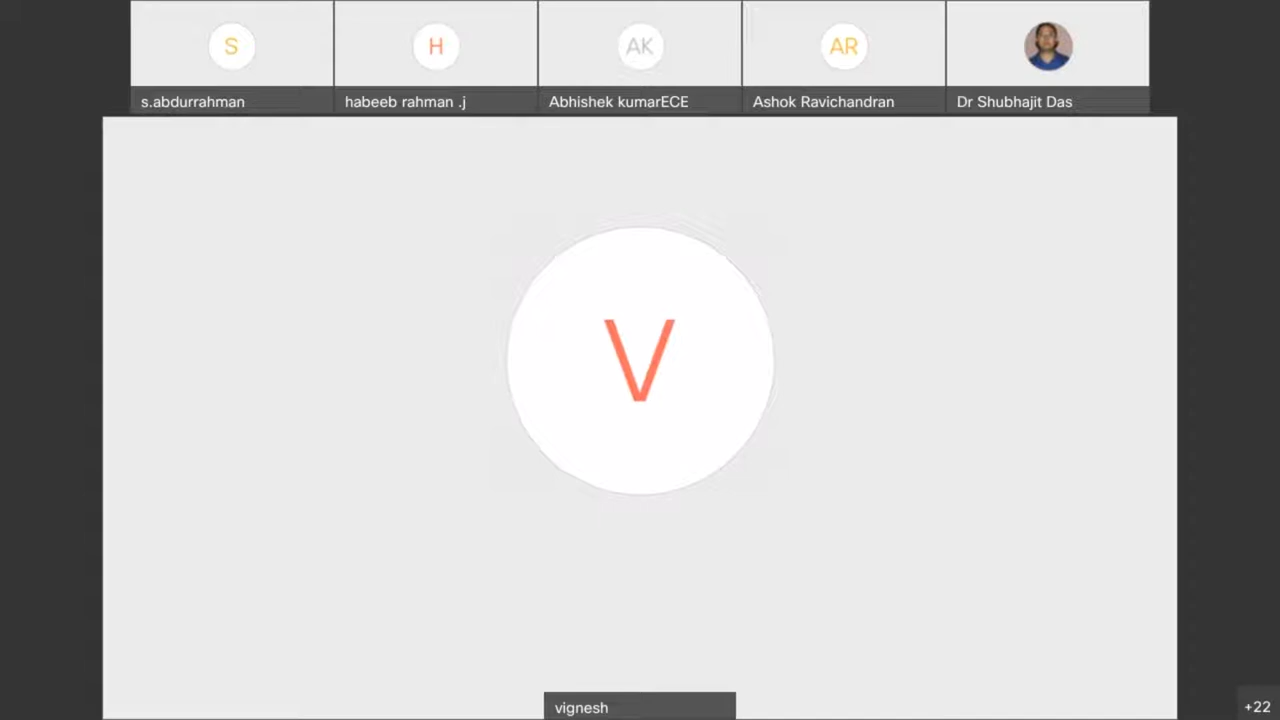 S
H
AK
AR
s.abdurrahman
habeeb rahman .j
Abhishek kumarECE
Ashok Ravichandran
Dr Shubhajit Das
V
vignesh
+22